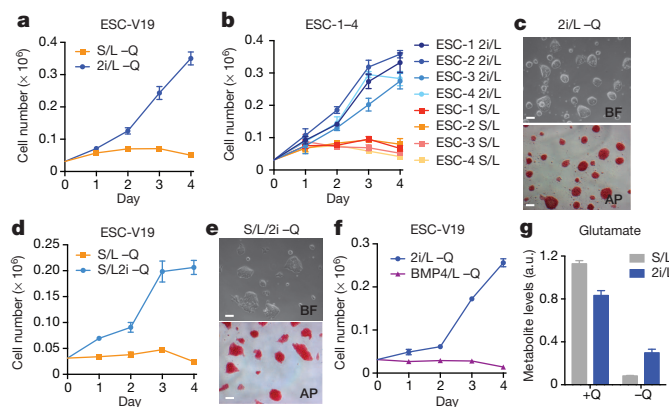 a
ESC-V19
Cell number (× 10⁶)
0.4
0.3
0.2
0.1
0
S/L –Q
2i/L –Q
0 1 2 3 4
Day
b
ESC-1–4
Cell number (× 10⁶)
0.4
0.3
0.2
0.1
0
0 1 2 3 4
Day
ESC-1 2i/L
ESC-2 2i/L
ESC-3 2i/L
ESC-4 2i/L
ESC-1 S/L
ESC-2 S/L
ESC-3 S/L
ESC-4 S/L
c
2i/L –Q
BF
AP
d
ESC-V19
Cell number (× 10⁶)
0.25
0.20
0.15
0.10
0.05
0
S/L –Q
S/L2i –Q
0 1 2 3 4
Day
e
S/L/2i –Q
BF
AP
f
ESC-V19
Cell number (× 10⁶)
0.3
0.2
0.1
0
2i/L –Q
BMP4/L –Q
0 1 2 3 4
Day
g
Glutamate
Metabolite levels (a.u.)
1.2
0.8
0.4
0
S/L
2i/L
+Q –Q